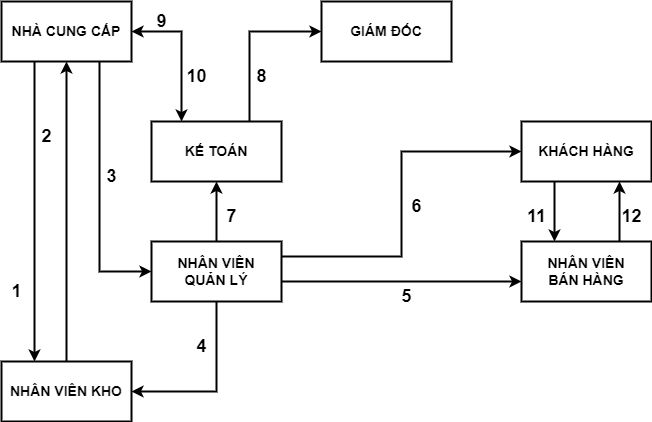 NHÀ CUNG CẤP
9
GIÁM ĐỐC
10
8
2
KẾ TOÁN
KHÁCH HÀNG
3
6
7
11
12
NHÂN VIÊN
QUẢN LÝ
NHÂN VIÊN
BÁN HÀNG
1
5
4
NHÂN VIÊN KHO